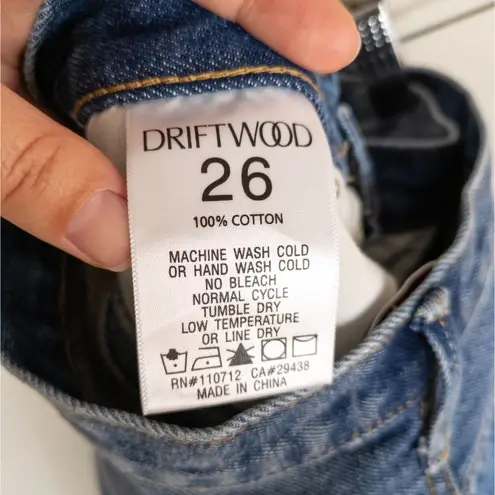 DRIFTWOOD
26
100% COTTON
MACHINE WASH COLD
OR HAND WASH COLD
NO BLEACH
NORMAL CYCLE
TUMBLE DRY
LOW TEMPERATURE
OR LINE DRY
RN#110712 CA#29438
MADE IN CHINA